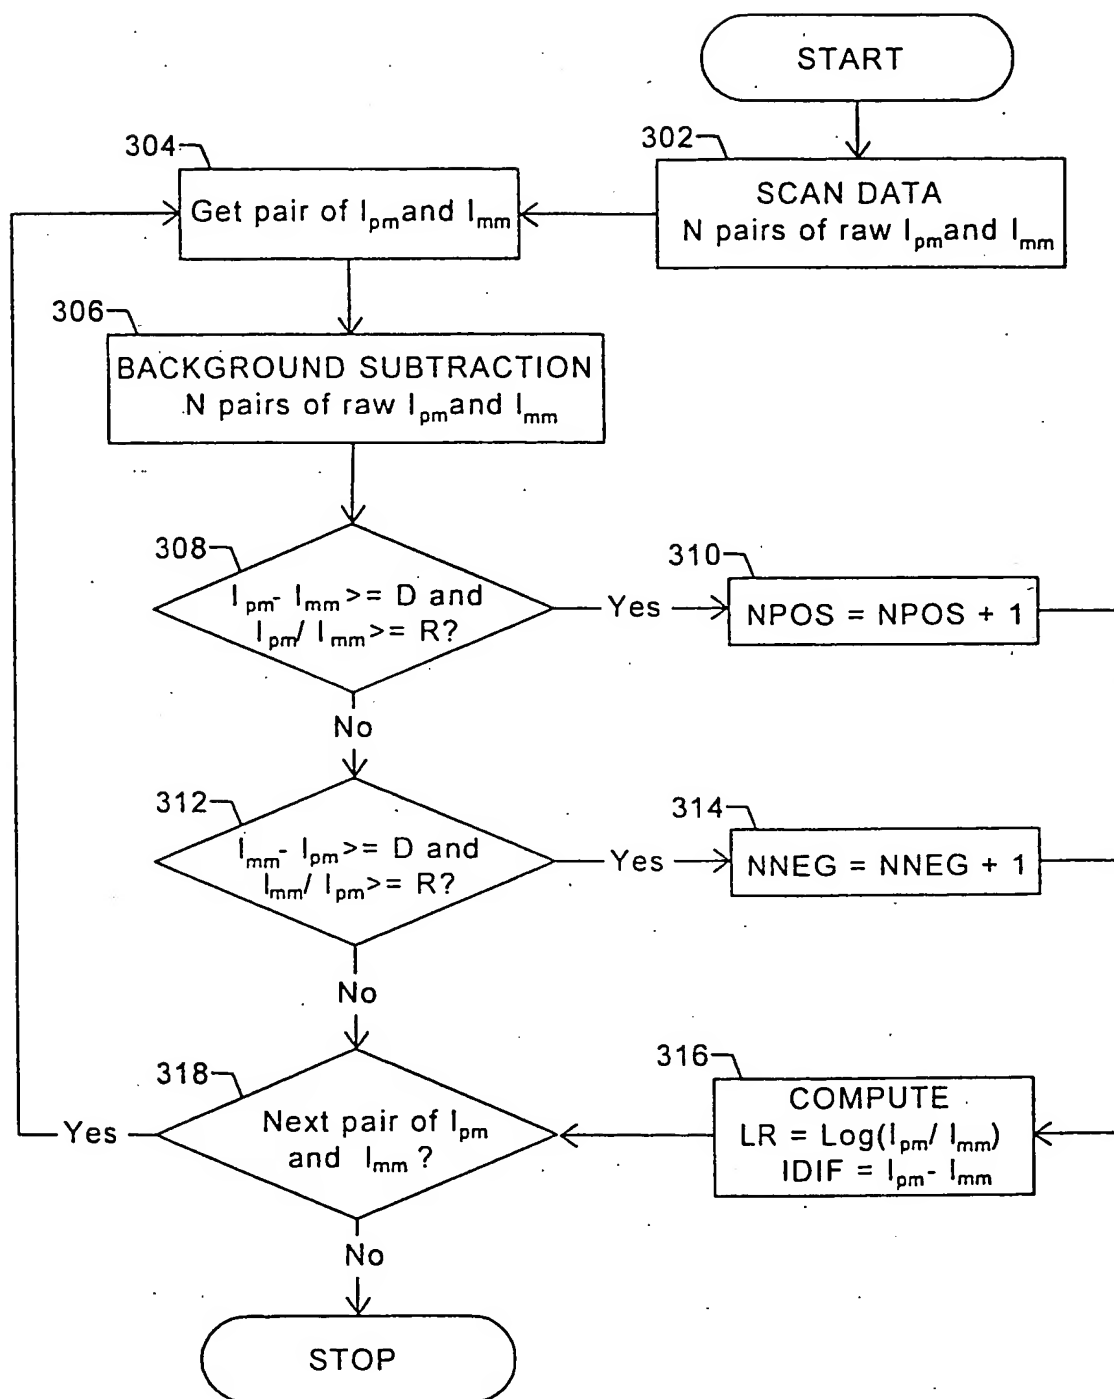 START
302
SCAN DATA
N pairs of raw Ipm and Imm
304
Get pair of Ipm and Imm
306
BACKGROUND SUBTRACTION
N pairs of raw Ipm and Imm
308
Ipm- Imm >= D and
Ipm/ Imm >= R?
Yes
310
NPOS = NPOS + 1
No
312
Imm- Ipm >= D and
Imm/ Ipm >= R?
Yes
314
NNEG = NNEG + 1
No
316
COMPUTE
LR = Log(Ipm/ Imm)
IDIF = Ipm- Imm
318
Next pair of Ipm
and Imm ?
Yes
No
STOP